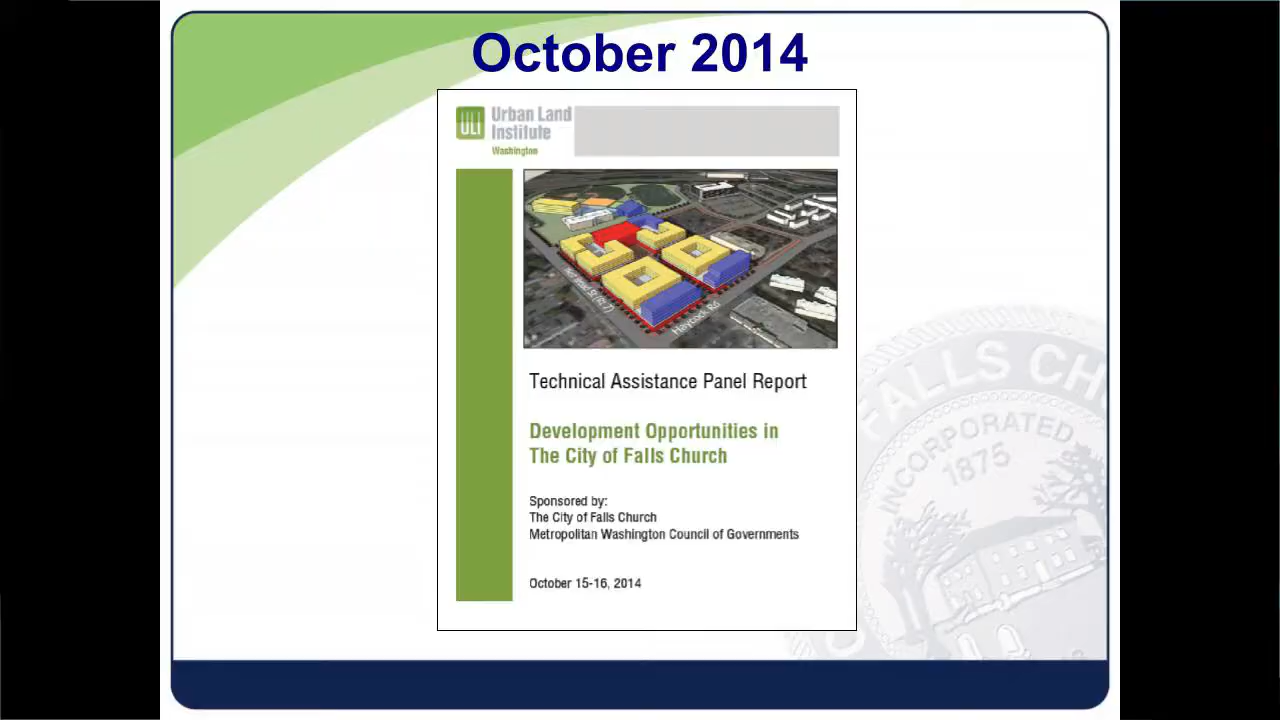 October 2014
ULI
Urban Land
Institute
Washington
Haycock Rd
Technical Assistance Panel Report
Development Opportunities in
The City of Falls Church
Sponsored by:
The City of Falls Church
Metropolitan Washington Council of Governments
October 15-16, 2014
FALLS CH
INCORPORATED
1875